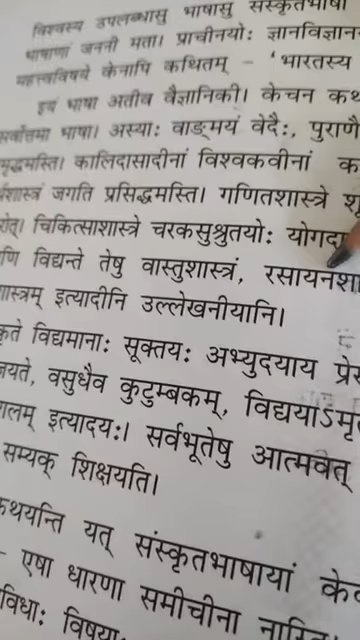 विश्वस्य उपलब्धासु भाषासु संस्कृतभाषा
भाषाणां जननी मता। प्राचीनयोः ज्ञानविज्ञान
महत्त्वविषये केनापि कथितम् - 'भारतस्य
इयं भाषा अतीव वैज्ञानिकी। केचन कथ
सर्वोत्तमा भाषा। अस्याः वाङ्मयं वेदैः, पुराणै
मृद्धमस्ति। कालिदासादीनां विश्वकवीनां क
शास्त्रं जगति प्रसिद्धमस्ति। गणितशास्त्रे शू
चिकित्साशास्त्रे चरकसुश्रुतयोः योगदा
णि विद्यन्ते तेषु वास्तुशास्त्रं, रसायनशा
शास्त्रम् इत्यादीनि उल्लेखनीयानि।
कृते विद्यमानाः सूक्तयः अभ्युदयाय प्रे
जयते, वसुधैव कुटुम्बकम्, विद्ययाऽमृ
लम् इत्यादयः। सर्वभूतेषु आत्मवत्
सम्यक् शिक्षयति।
कथयन्ति यत् संस्कृतभाषायां के
- एषा धारणा समीचीना
विधाः विषयाः